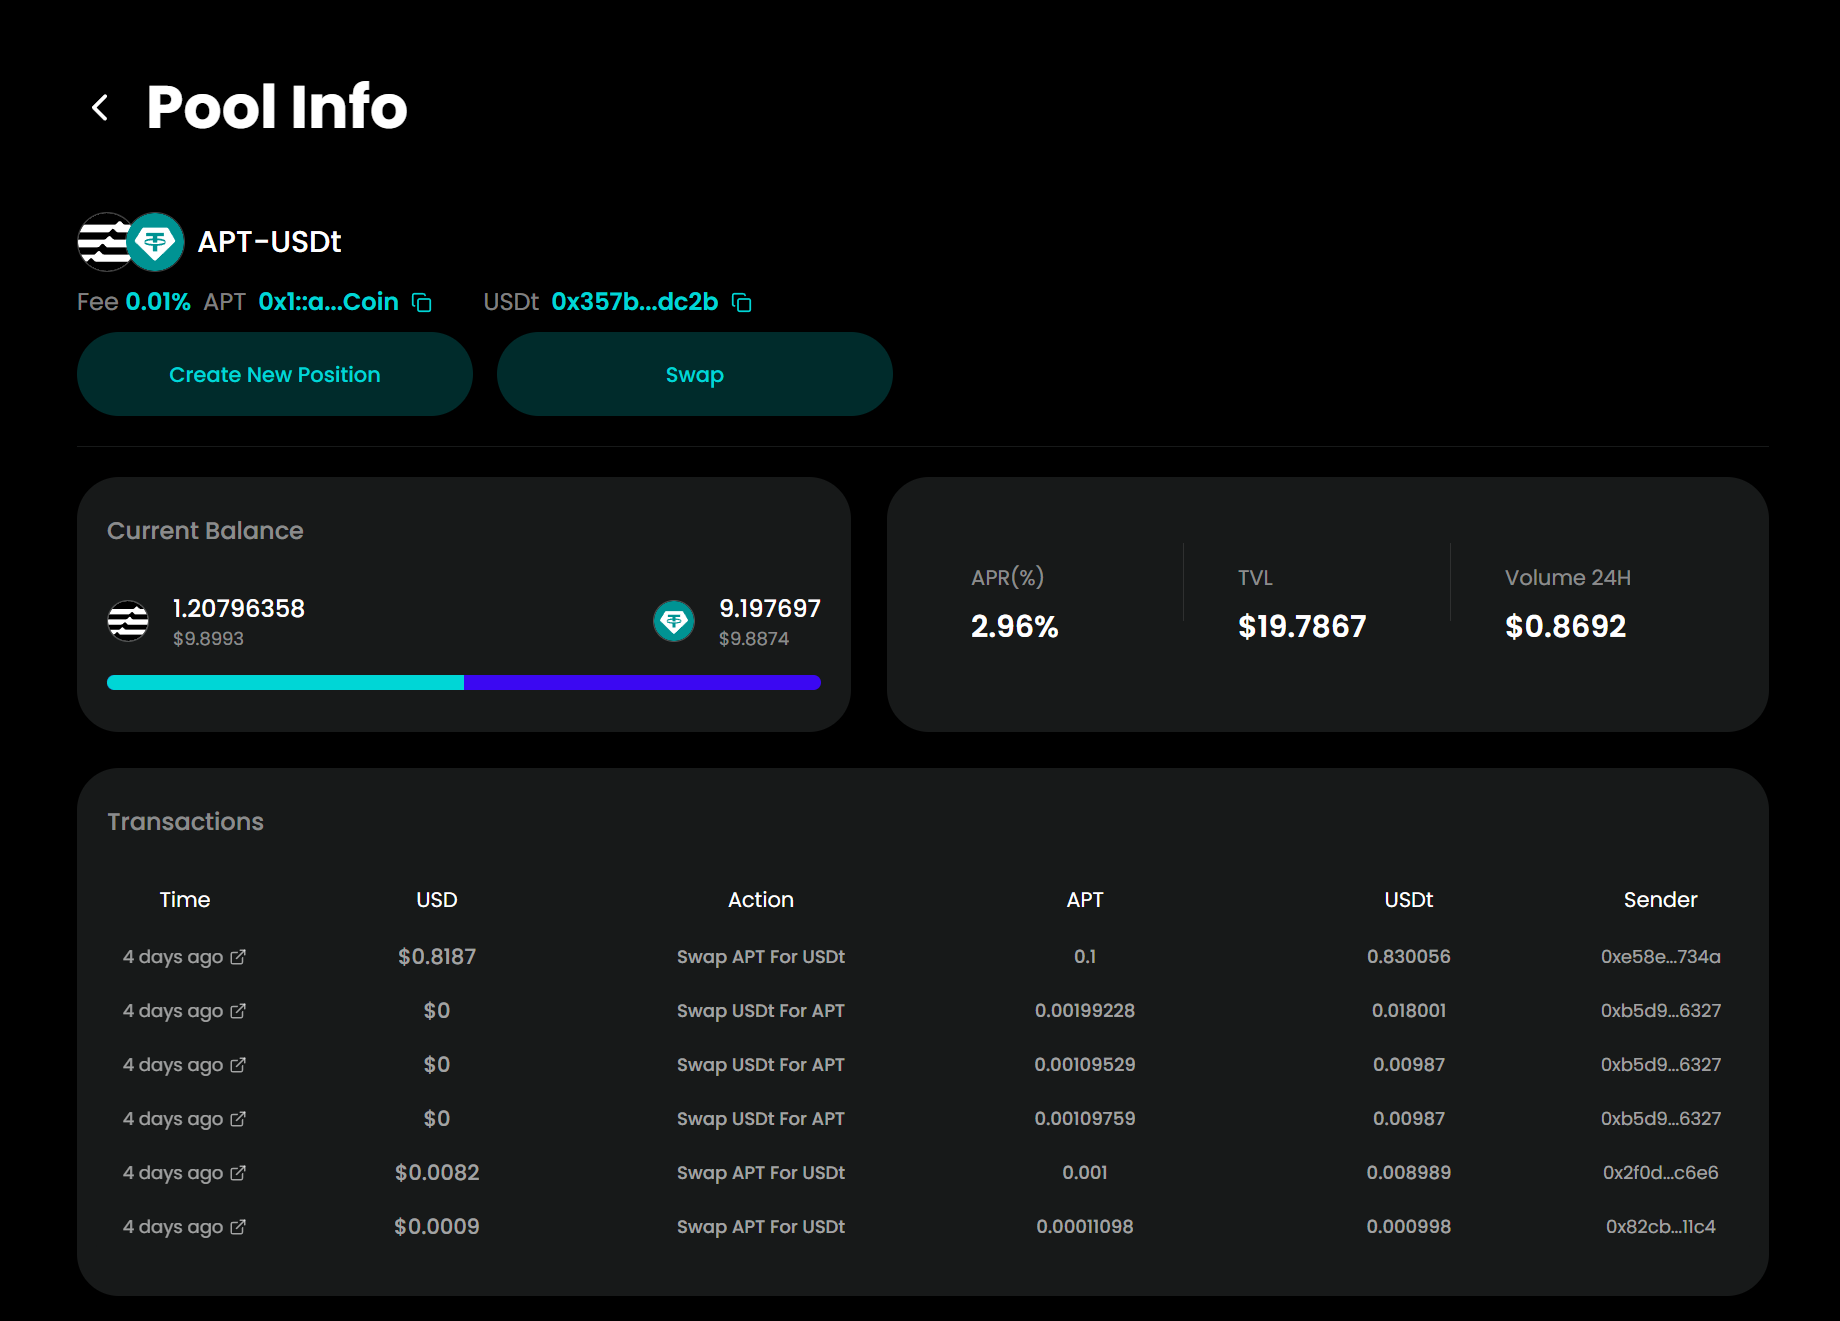 Pool Info
APT-USDt
Fee 0.01% APT 0x1::a...Coin USDt 0x357b...dc2b
Create New Position Swap
Current Balance
1.20796358 9.197697
$9.8993 $9.8874
APR(%) TVL Volume 24H
2.96% $19.7867 $0.8692
Transactions
Time USD Action APT USDt Sender
4 days ago $0.8187 Swap APT For USDt 0.1 0.830056 0xe58e...734a
4 days ago $0 Swap USDt For APT 0.00199228 0.018001 0xb5d9...6327
4 days ago $0 Swap USDt For APT 0.00109529 0.00987 0xb5d9...6327
4 days ago $0 Swap USDt For APT 0.00109759 0.00987 0xb5d9...6327
4 days ago $0.0082 Swap APT For USDt 0.001 0.008989 0x2f0d...c6e6
4 days ago $0.0009 Swap APT For USDt 0.00011098 0.000998 0x82cb...11c4